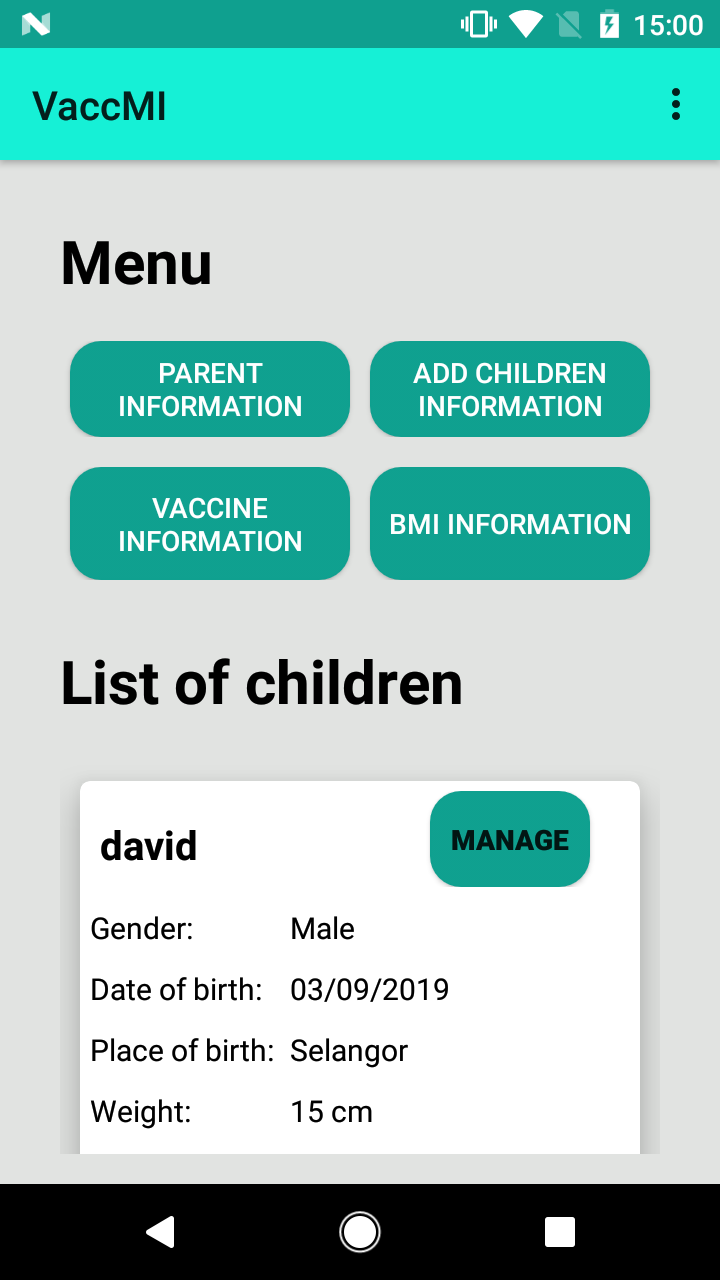 15:00
VaccMI
Menu
PARENT
INFORMATION
ADD CHILDREN
INFORMATION
VACCINE
INFORMATION
BMI INFORMATION
List of children
david
MANAGE
Gender: Male
Date of birth: 03/09/2019
Place of birth: Selangor
Weight: 15 cm